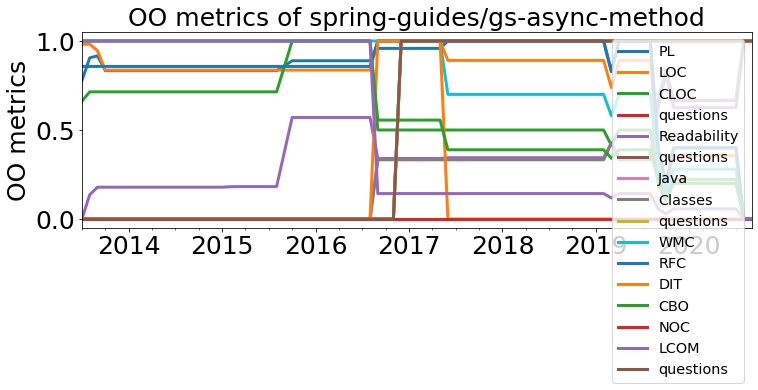 OO metrics of spring-guides/gs-async-method
OO metrics
1.0
0.5
0.0
2014 2015 2016 2017 2018 2019 2020
PL
LOC
CLOC
questions
Readability
questions
Java
Classes
questions
WMC
RFC
DIT
CBO
NOC
LCOM
questions